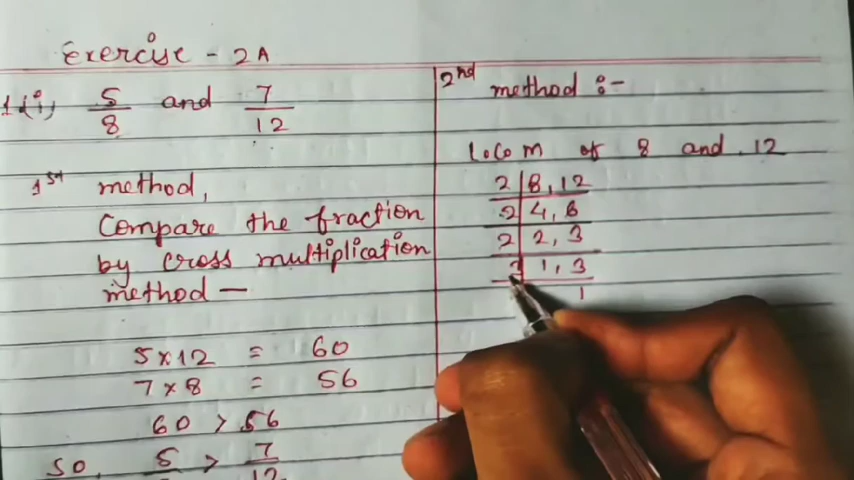 Exercise - 2A
1(i) 5/8 and 7/12
1st method,
Compare the fraction
by cross multiplication
method —
5 × 12 = 60
7 × 8 = 56
60 > 56
SO, 5 > 7
12
2nd method :-
L.C.M of 8 and 12
2 | 8, 12
2 | 4, 6
2 | 2, 3
3 | 1, 3
1